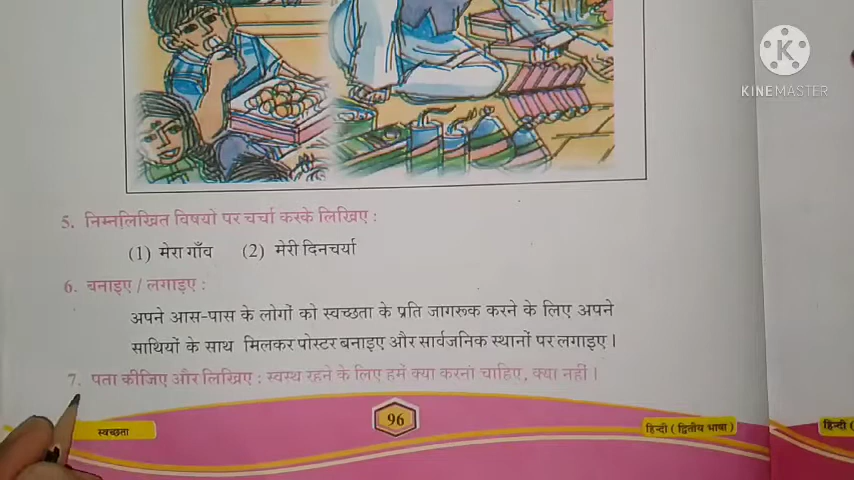 KINEMASTER
5. निम्नलिखित विषयों पर चर्चा करके लिखिए :
(1) मेरा गाँव (2) मेरी दिनचर्या
6. बनाइए / लगाइए :
अपने आस-पास के लोगों को स्वच्छता के प्रति जागरूक करने के लिए अपने
साथियों के साथ मिलकर पोस्टर बनाइए और सार्वजनिक स्थानों पर लगाइए ।
7. पता कीजिए और लिखिए : स्वस्थ रहने के लिए हमें क्या करना चाहिए, क्या नहीं ।
स्वच्छता 96 हिन्दी (द्वितीय भाषा) हिन्दी